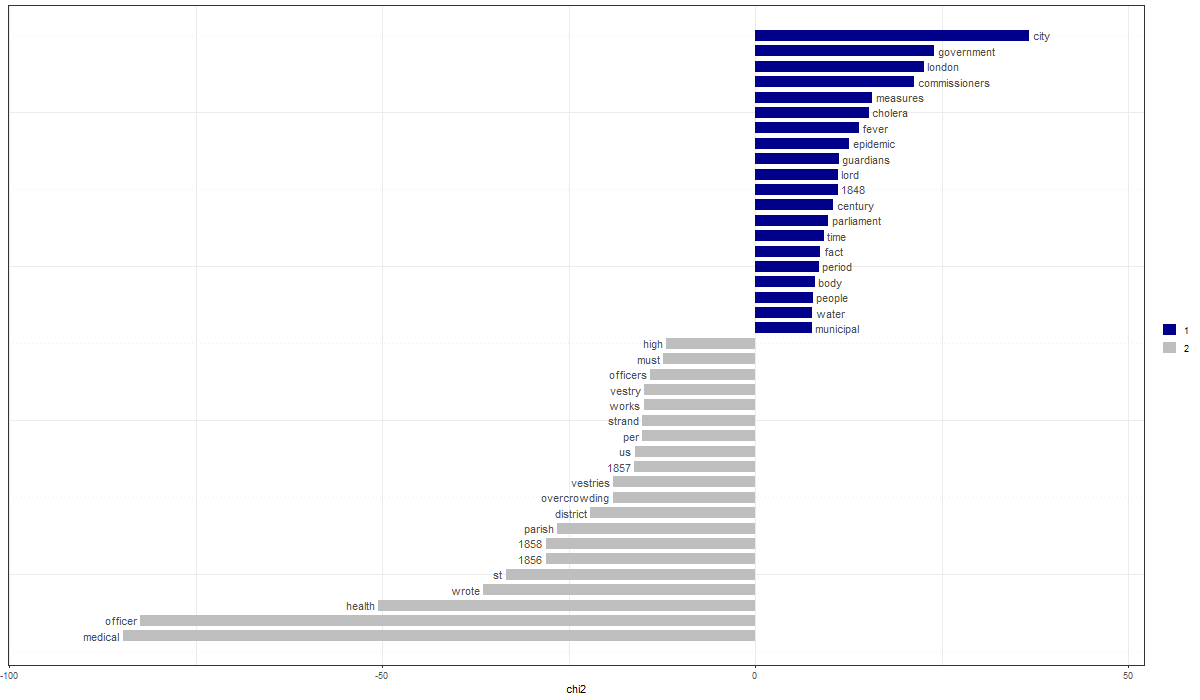 city
government
london
commissioners
measures
cholera
fever
epidemic
guardians
lord
1848
century
parliament
time
fact
period
body
people
water
municipal
high
must
officers
vestry
works
strand
per
us
1857
vestries
overcrowding
district
parish
1858
1856
st
wrote
health
officer
medical
-100 -50 0 50
chi2
1
2